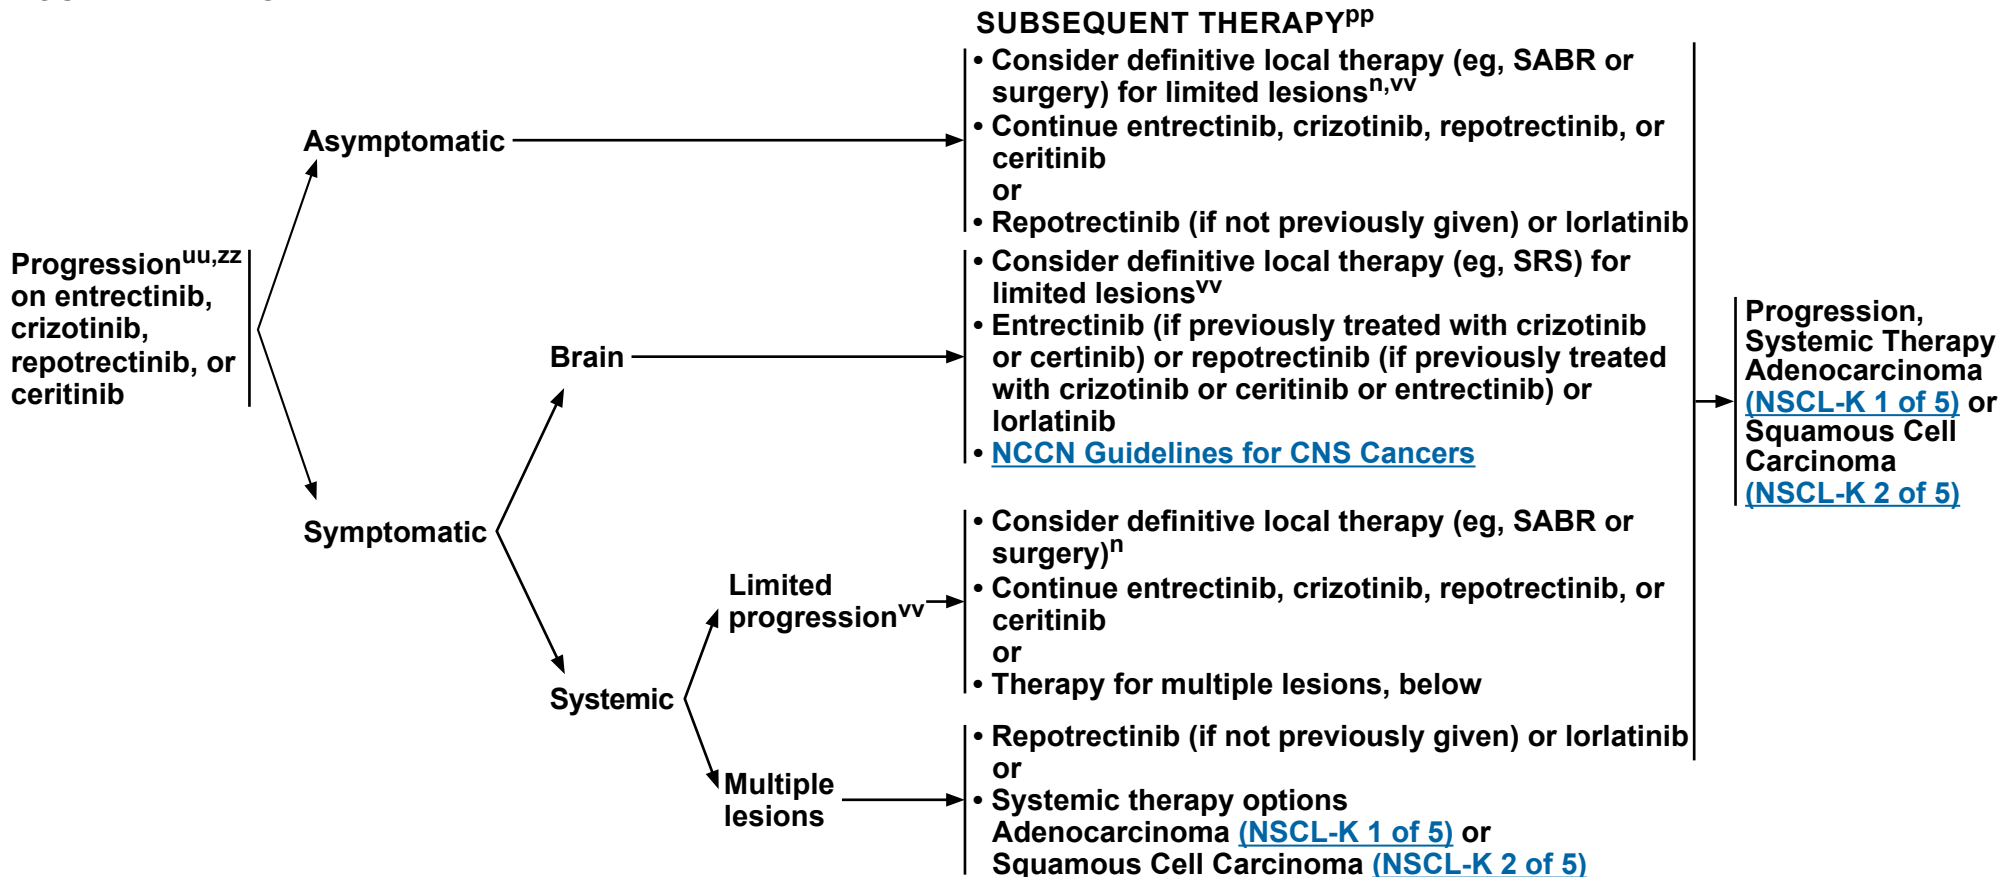 SUBSEQUENT THERAPYpp
• Consider definitive local therapy (eg, SABR or
surgery) for limited lesionsn,vv
• Continue entrectinib, crizotinib, repotrectinib, or
ceritinib
or
• Repotrectinib (if not previously given) or lorlatinib
Asymptomatic
Progressionuu,zz
on entrectinib,
crizotinib,
repotrectinib, or
ceritinib
Brain
• Consider definitive local therapy (eg, SRS) for
limited lesionsvv
• Entrectinib (if previously treated with crizotinib
or certinib) or repotrectinib (if previously treated
with crizotinib or ceritinib or entrectinib) or
lorlatinib
• NCCN Guidelines for CNS Cancers
Symptomatic
Systemic
Limited
progressionvv
• Consider definitive local therapy (eg, SABR or
surgery)n
• Continue entrectinib, crizotinib, repotrectinib, or
ceritinib
or
• Therapy for multiple lesions, below
Multiple
lesions
• Repotrectinib (if not previously given) or lorlatinib
or
• Systemic therapy options
Adenocarcinoma (NSCL-K 1 of 5) or
Squamous Cell Carcinoma (NSCL-K 2 of 5)
Progression,
Systemic Therapy
Adenocarcinoma
(NSCL-K 1 of 5) or
Squamous Cell
Carcinoma
(NSCL-K 2 of 5)